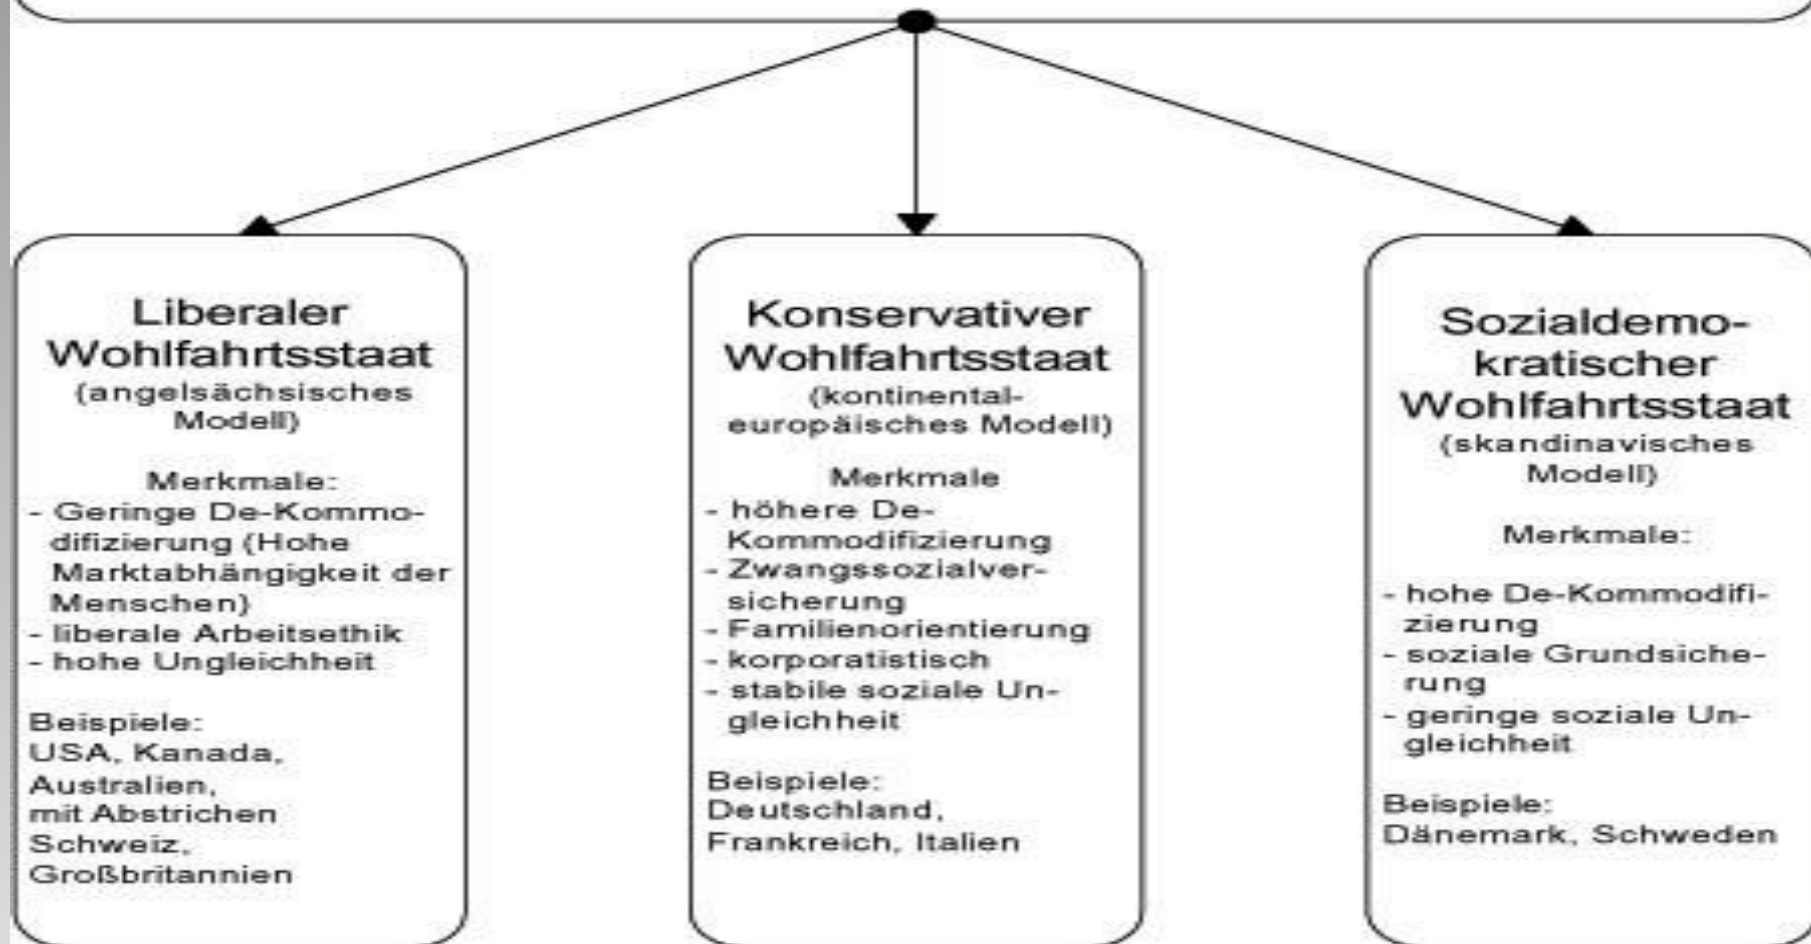 Liberaler
Wohlfahrtsstaat
(angelsächsisches
Modell)
Merkmale:
- Geringe De-Kommo-
difizierung (Hohe
Marktabhängigkeit der
Menschen)
- liberale Arbeitsethik
- hohe Ungleichheit
Beispiele:
USA, Kanada,
Australien,
mit Abstrichen
Schweiz,
Großbritannien
Konservativer
Wohlfahrtsstaat
(kontinental-
europäisches Modell)
Merkmale
- höhere De-
Kommodifizierung
- Zwangssozialver-
sicherung
- Familienorientierung
- korporatistisch
- stabile soziale Un-
gleichheit
Beispiele:
Deutschland,
Frankreich, Italien
Sozialdemo-
kratischer
Wohlfahrtsstaat
(skandinavisches
Modell)
Merkmale:
- hohe De-Kommodifi-
zierung
- soziale Grundsiche-
rung
- geringe soziale Un-
gleichheit
Beispiele:
Dänemark, Schweden